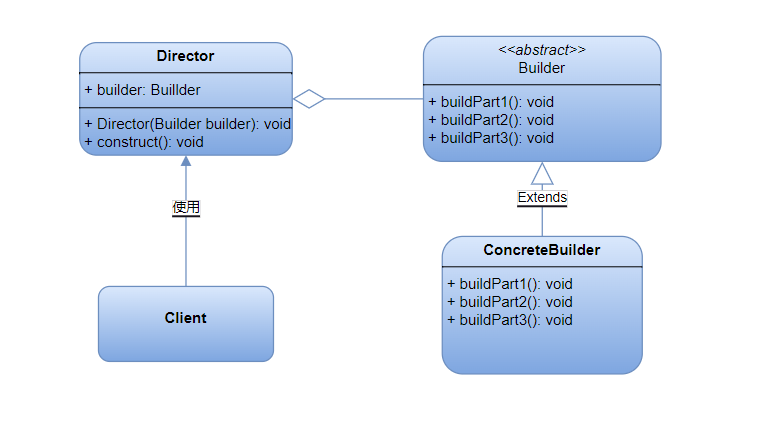 Director
+ builder: Buillder
+ Director(Builder builder): void
+ construct(): void
<<abstract>>
Builder
+ buildPart1(): void
+ buildPart2(): void
+ buildPart3(): void
使用
Extends
Client
ConcreteBuilder
+ buildPart1(): void
+ buildPart2(): void
+ buildPart3(): void